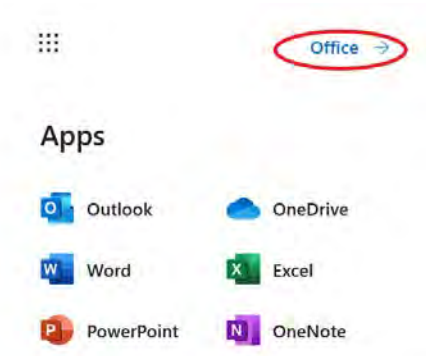 Office →
Apps
Outlook OneDrive
Word Excel
PowerPoint OneNote